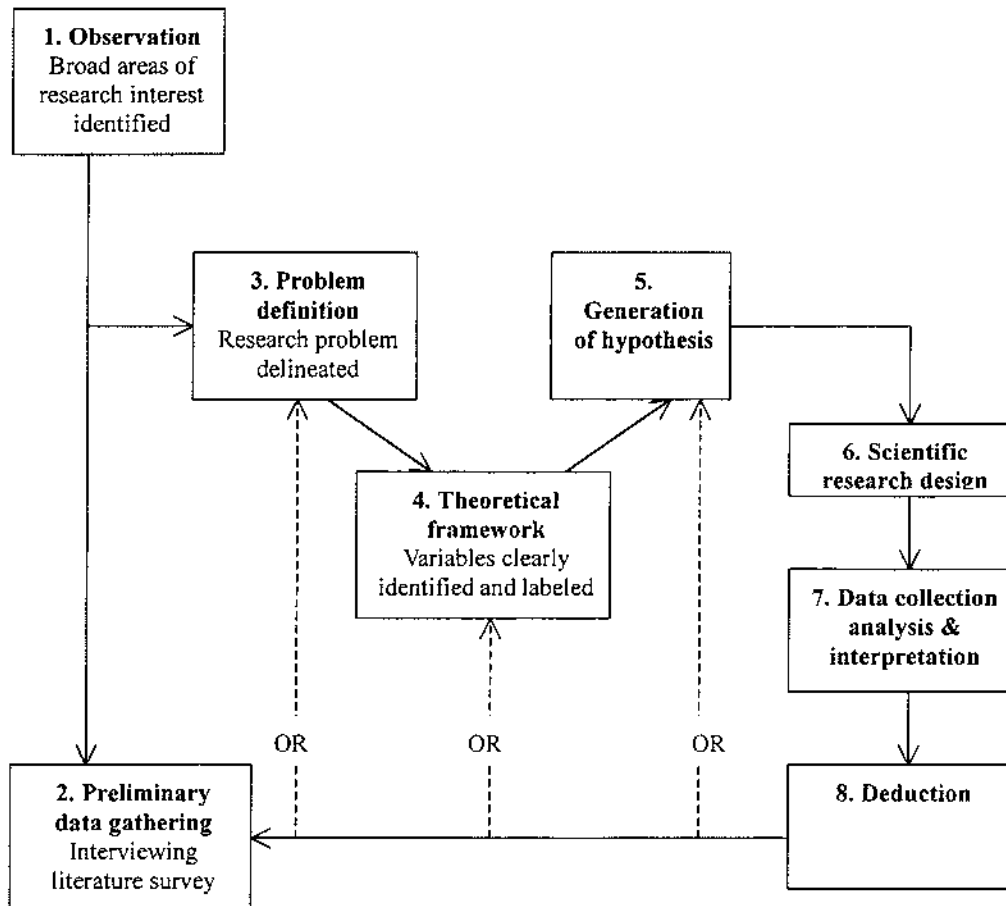 1. Observation
Broad areas of
research interest
identified
3. Problem
definition
Research problem
delineated
5.
Generation
of hypothesis
4. Theoretical
framework
Variables clearly
identified and labeled
6. Scientific
research design
7. Data collection
analysis &
interpretation
OR
OR
OR
2. Preliminary
data gathering
Interviewing
literature survey
8. Deduction